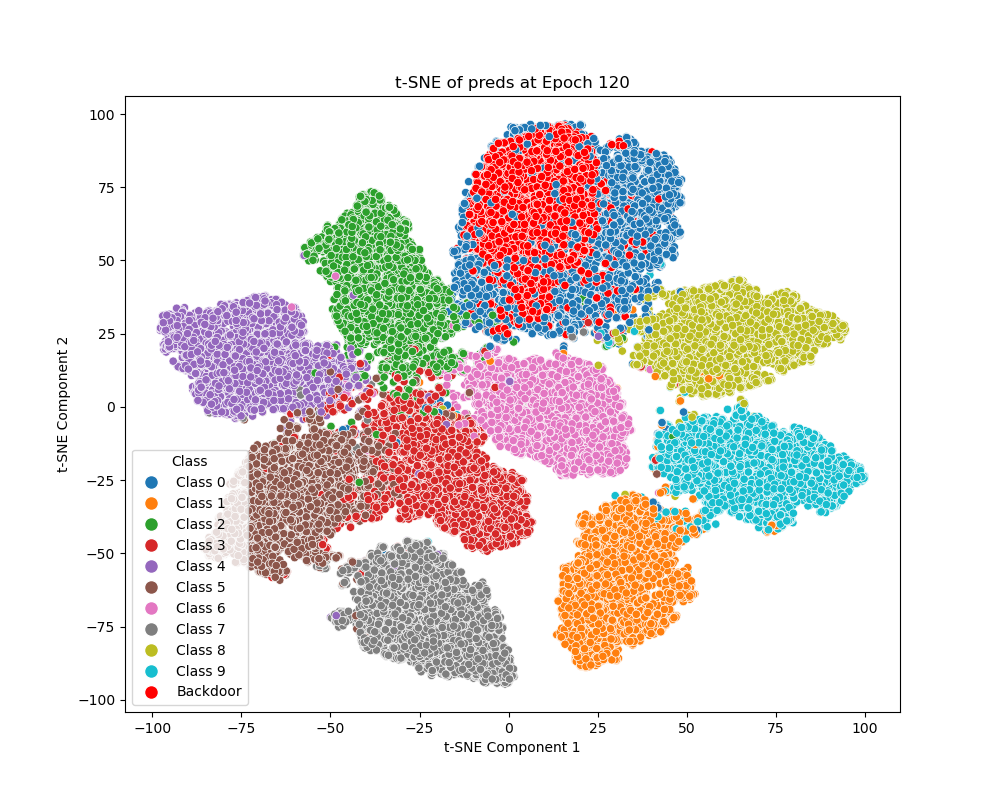 t-SNE of preds at Epoch 120
t-SNE Component 2
100
75
50
25
0
−25
−50
−75
−100
Class
Class 0
Class 1
Class 2
Class 3
Class 4
Class 5
Class 6
Class 7
Class 8
Class 9
Backdoor
−100 −75 −50 −25 0 25 50 75 100
t-SNE Component 1